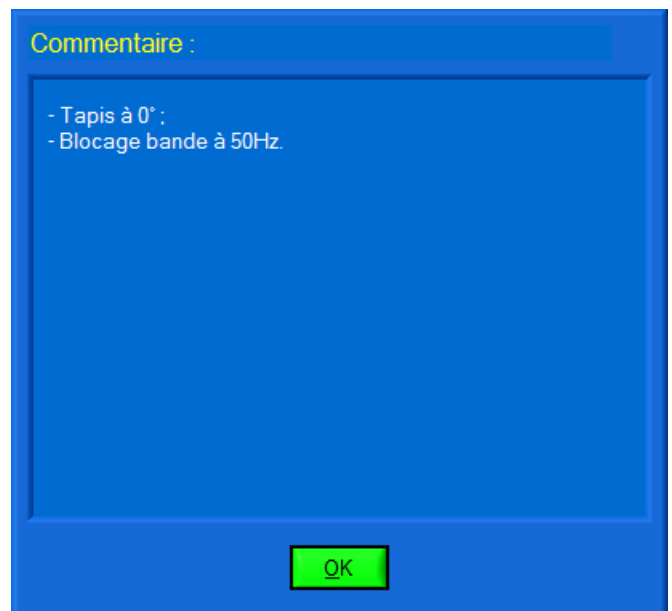 Commentaire :
- Tapis à 0° ;
- Blocage bande à 50Hz.
OK